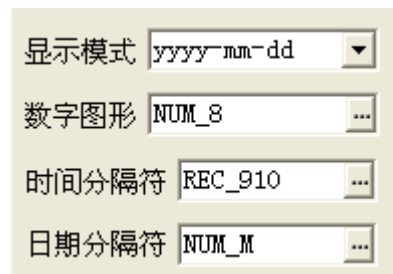 显示模式 yyyy-mm-dd
数字图形 NUM_8 ...
时间分隔符 REC_910 ...
日期分隔符 NUM_M ...